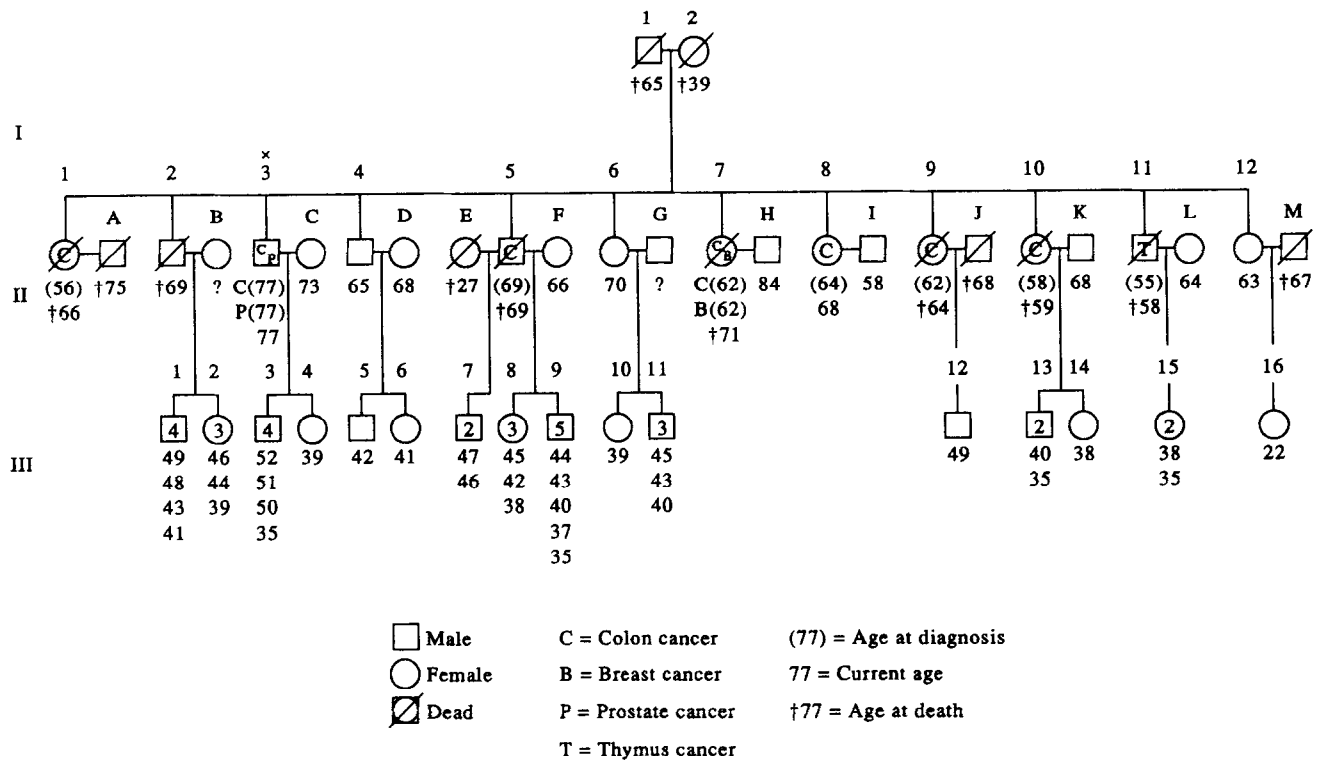 1 2
†65 †39
I
×
1 2 3 4 5 6 7 8 9 10 11 12
A B C D E F G H I J K L M
C C P C C B C C C T
II
(56) †75 †69 ? C(77) 73 65 68 †27 (69) 66 70 ? C(62) 84 (64) 58 (62) †68 (58) 68 (55) 64 63 †67
†66 P(77) †69 B(62) 68 †64 †59 †58
77 †71
1 2 3 4 5 6 7 8 9 10 11 12 13 14 15 16
4 3 4 2 3 5 3 2 2
III
49 46 52 39 42 41 47 45 44 39 45 49 40 38 38 22
48 44 51 46 42 43 43 35 35
43 39 50 38 40 40
41 35 37
35
Male C = Colon cancer (77) = Age at diagnosis
Female B = Breast cancer 77 = Current age
Dead P = Prostate cancer †77 = Age at death
T = Thymus cancer